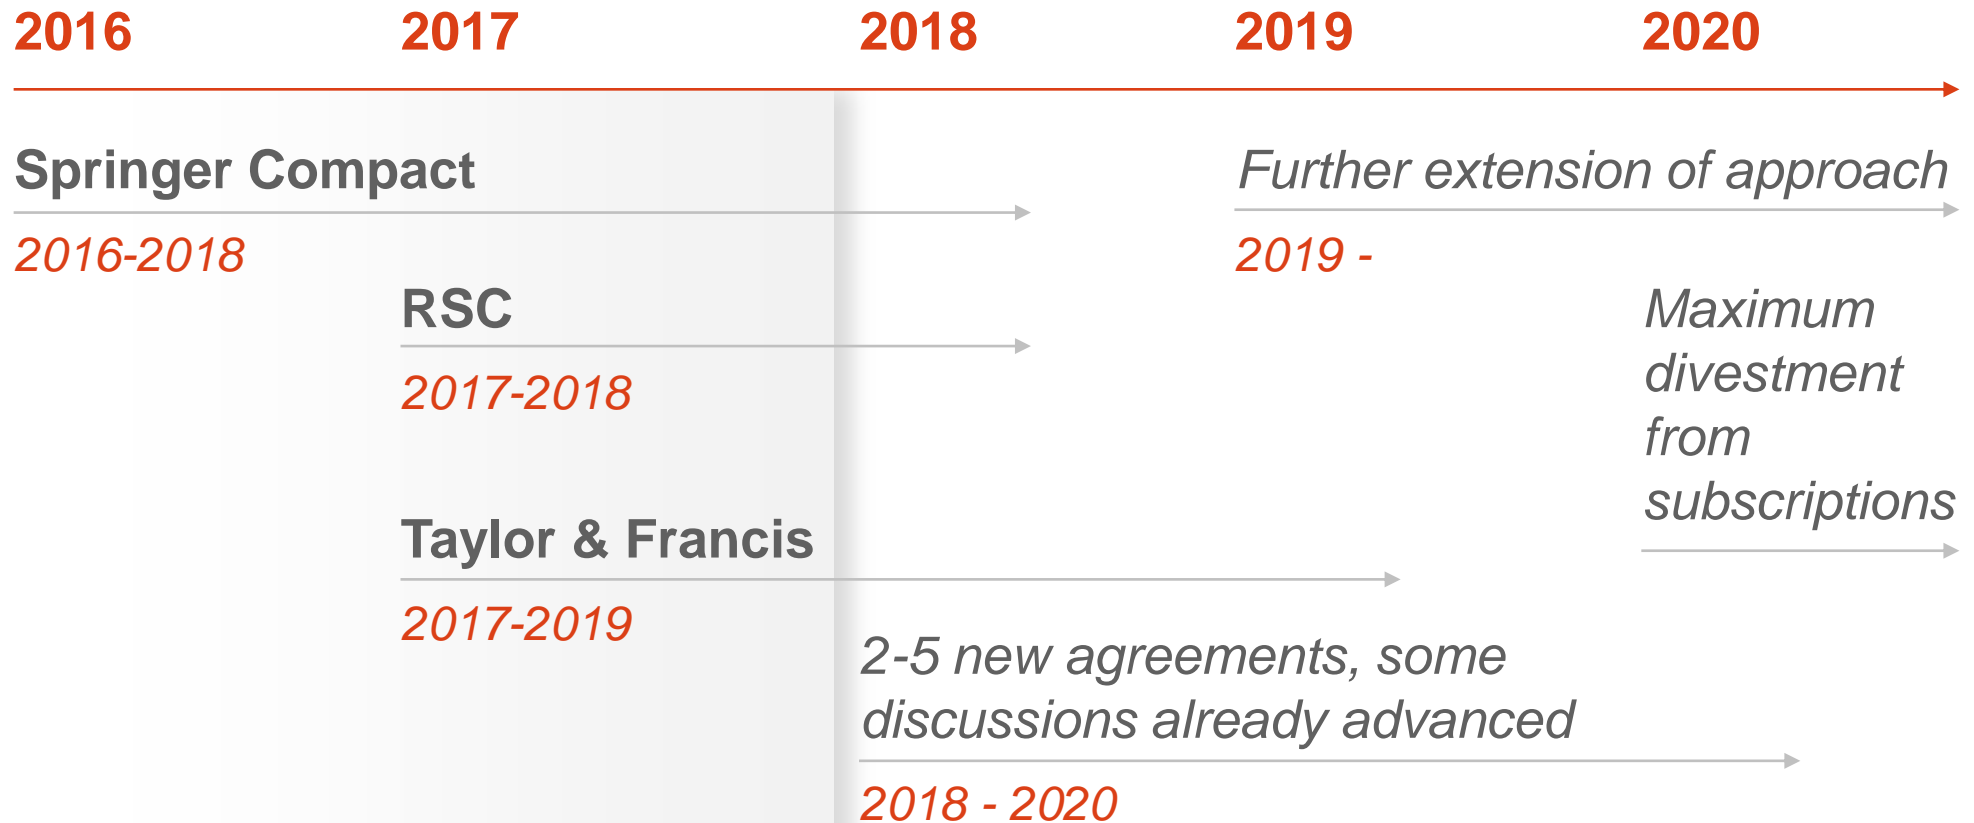 2016 2017 2018 2019 2020
Springer Compact
2016-2018
Further extension of approach
2019 -
RSC
2017-2018
Maximum
divestment
from
subscriptions
Taylor & Francis
2017-2019
2-5 new agreements, some
discussions already advanced
2018 - 2020